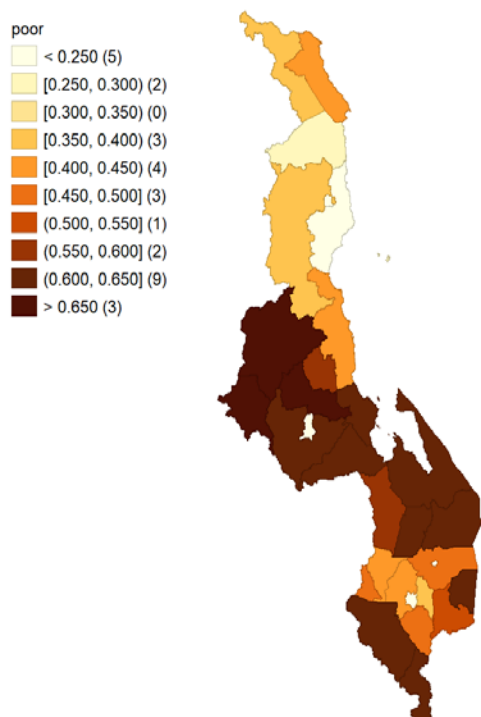 poor
< 0.250 (5)
[0.250, 0.300) (2)
[0.300, 0.350) (0)
[0.350, 0.400) (3)
[0.400, 0.450) (4)
[0.450, 0.500] (3)
(0.500, 0.550] (1)
(0.550, 0.600] (2)
(0.600, 0.650] (9)
> 0.650 (3)